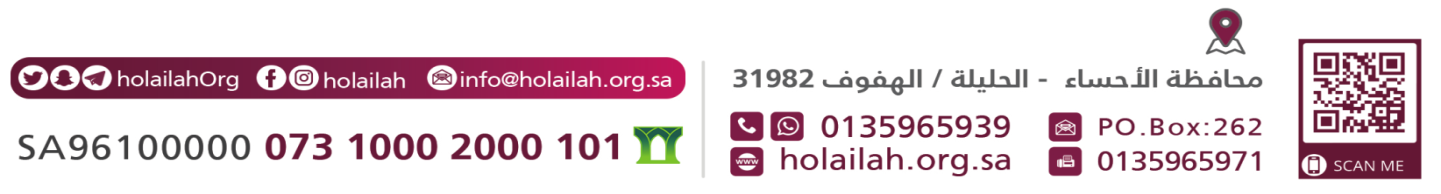 holailahOrg holailah info@holailah.org.sa
SA96100000 073 1000 2000 101
محافظة الأحساء - الحليلة / الهفوف 31982
0135965939 PO.Box:262
www holailah.org.sa 0135965971
SCAN ME